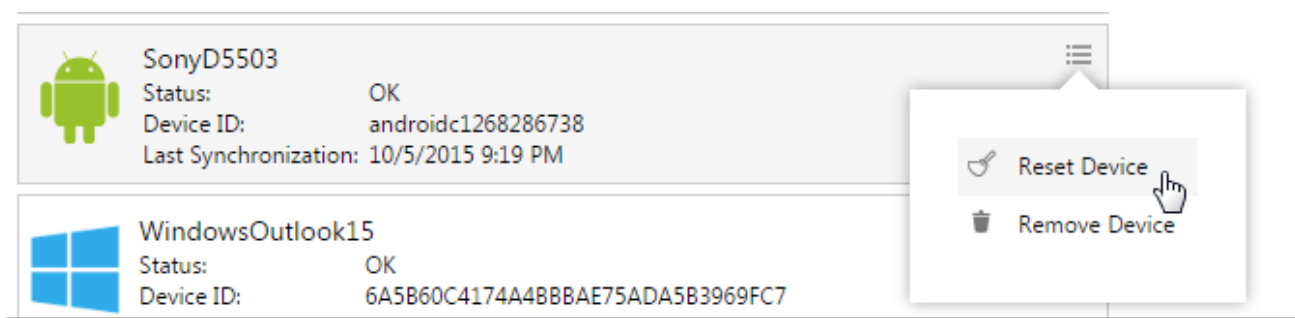 SonyD5503
Status: OK
Device ID: androidc1268286738
Last Synchronization: 10/5/2015 9:19 PM
Reset Device
Remove Device
WindowsOutlook15
Status: OK
Device ID: 6A5B60C4174A4BBBAE75ADA5B3969FC7